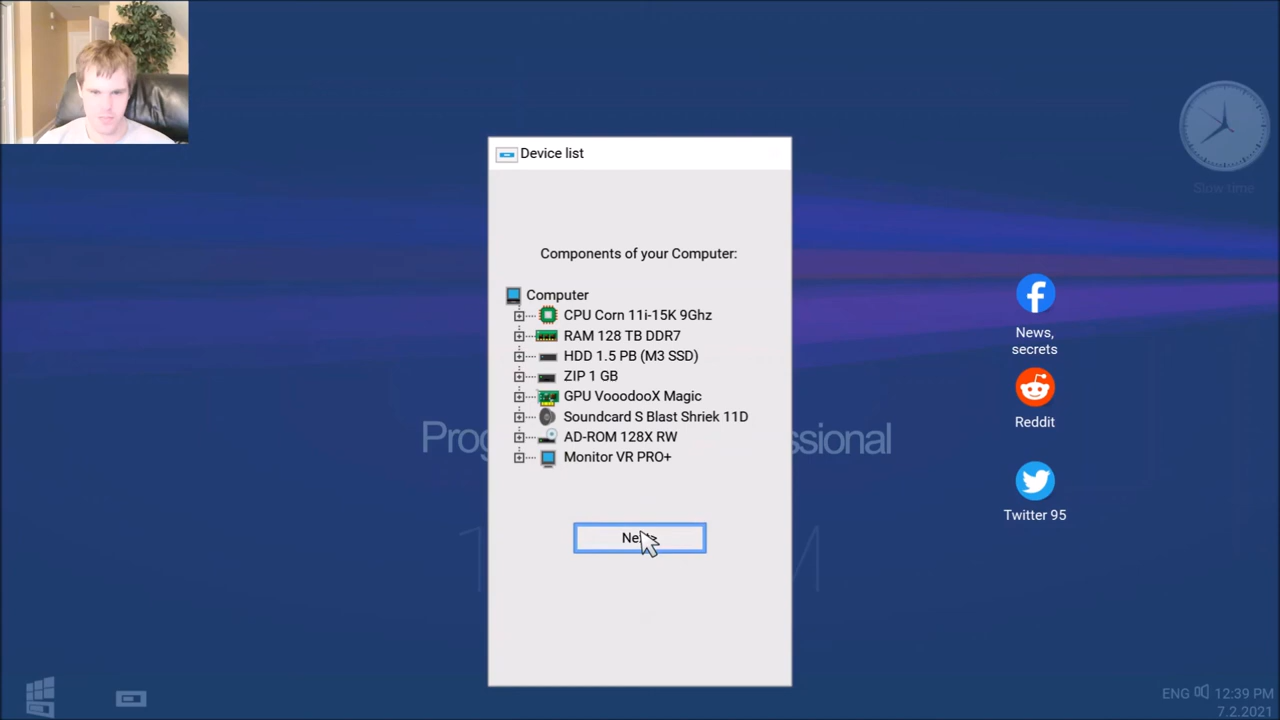 Device list
Slow time
Components of your Computer:
Computer
CPU Corn 11i-15K 9Ghz
RAM 128 TB DDR7
HDD 1.5 PB (M3 SSD)
ZIP 1 GB
GPU VooodooX Magic
Soundcard S Blast Shriek 11D
AD-ROM 128X RW
Monitor VR PRO+
News,
secrets
Reddit
Twitter 95
ENG 12:39 PM
7.2.2021